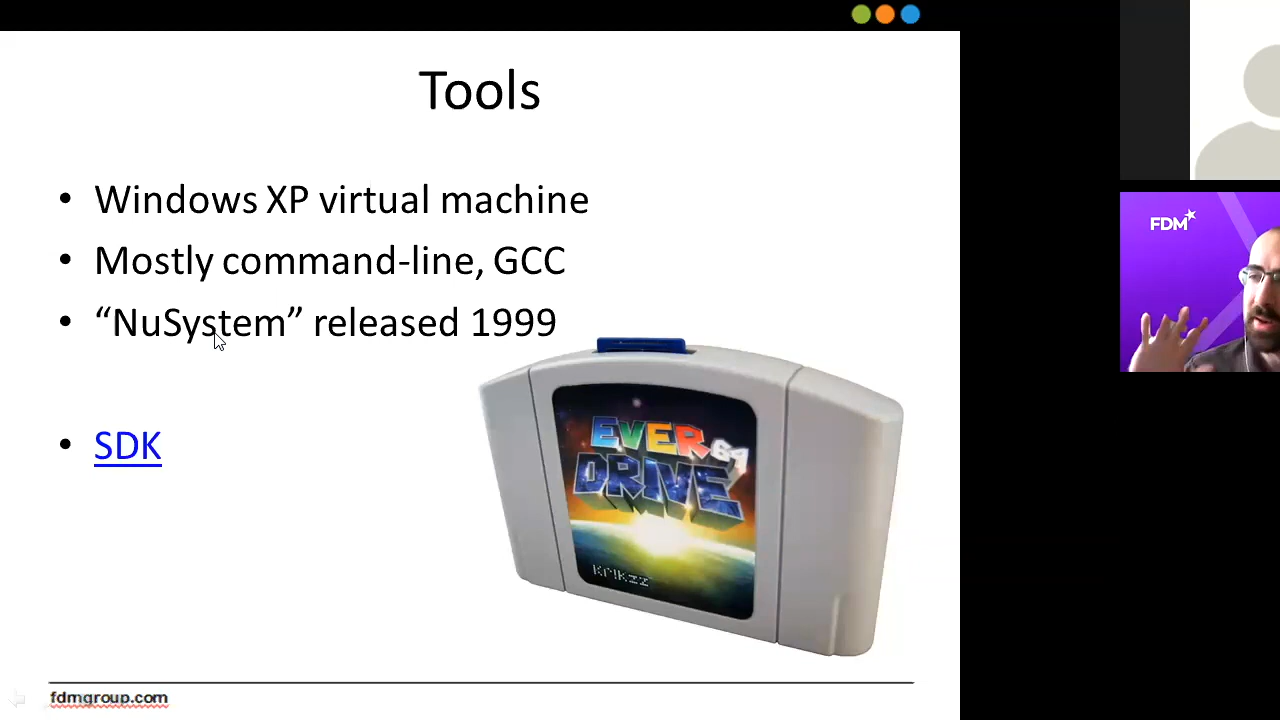 Tools
• Windows XP virtual machine
• Mostly command-line, GCC
• “NuSystem” released 1999
• SDK
EVER
64
DRIVE
KRIKZZ
fdmgroup.com
FDM